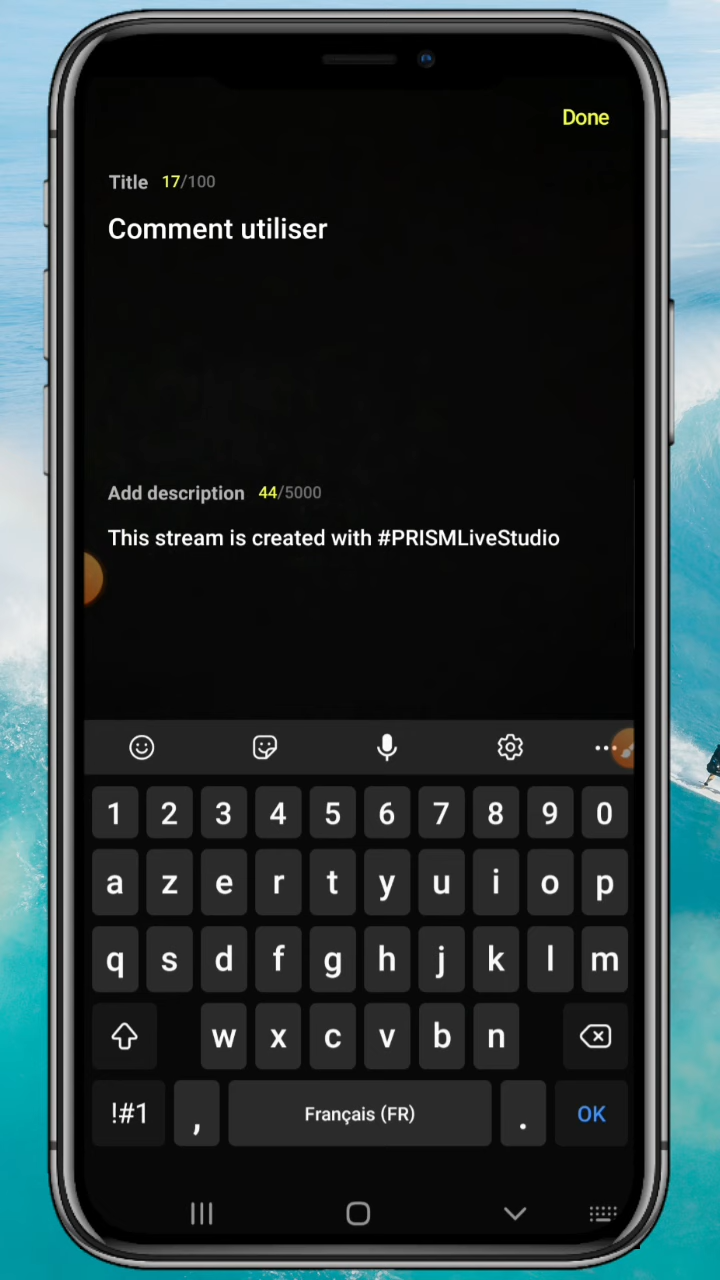 Done
Title 17/100
Comment utiliser
Add description 44/5000
This stream is created with #PRISMLiveStudio
1 2 3 4 5 6 7 8 9 0
a z e r t y u i o p
q s d f g h j k l m
w x c v b n
!#1 , Français (FR) . OK